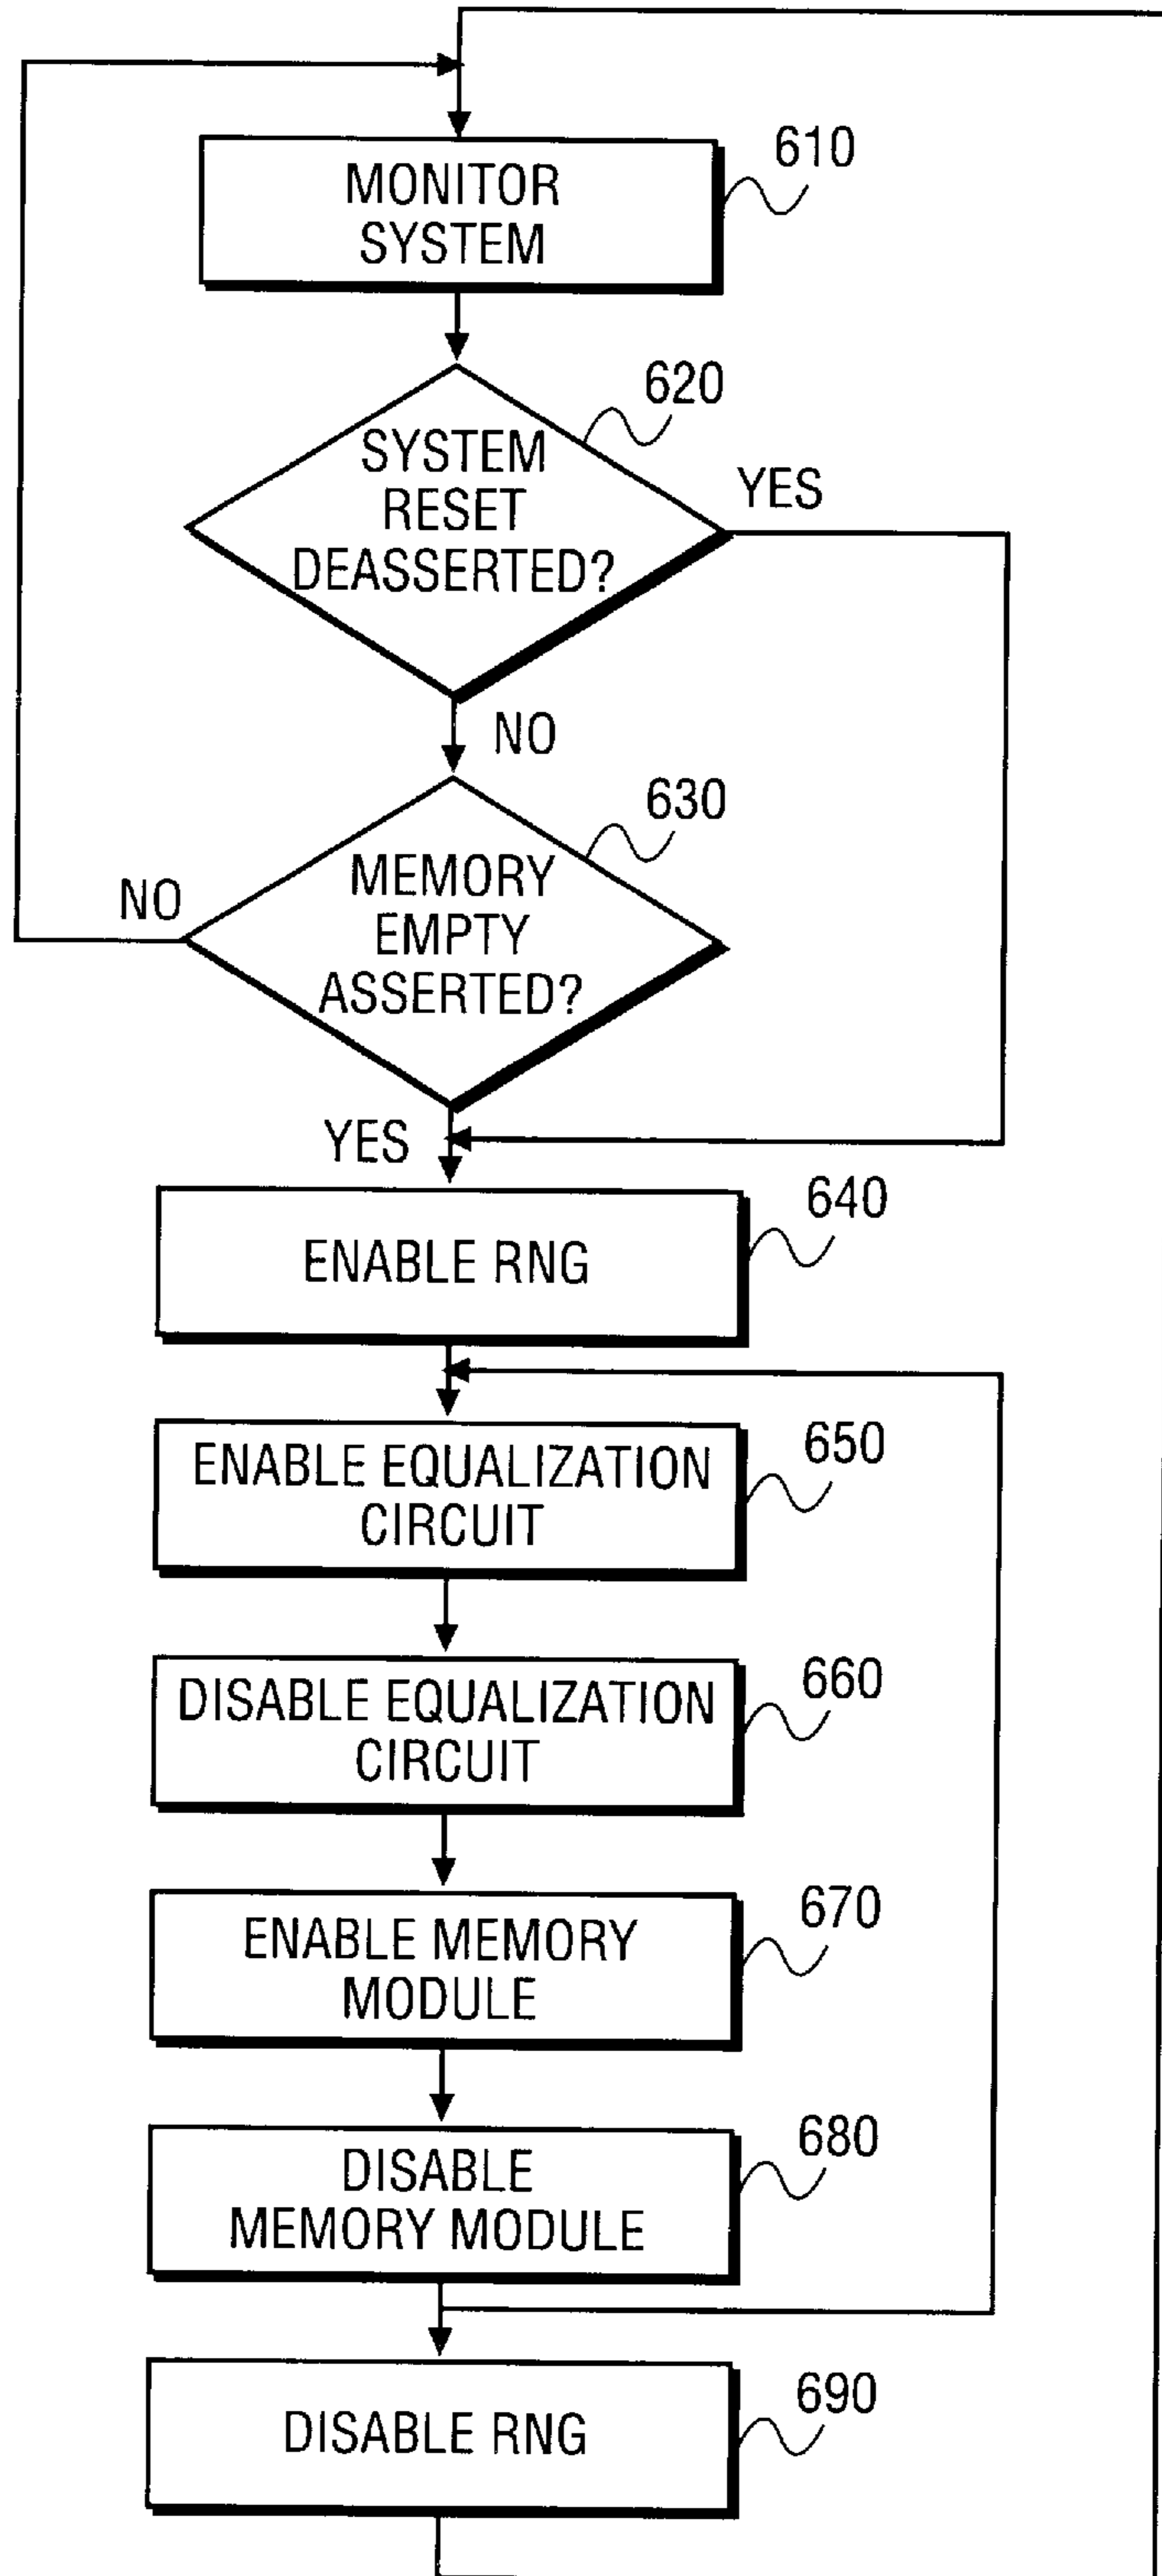 610
MONITOR
SYSTEM
620
SYSTEM
RESET
DEASSERTED?
YES
NO
630
MEMORY
EMPTY
ASSERTED?
NO
YES
640
ENABLE RNG
650
ENABLE EQUALIZATION
CIRCUIT
660
DISABLE EQUALIZATION
CIRCUIT
670
ENABLE MEMORY
MODULE
680
DISABLE
MEMORY MODULE
690
DISABLE RNG